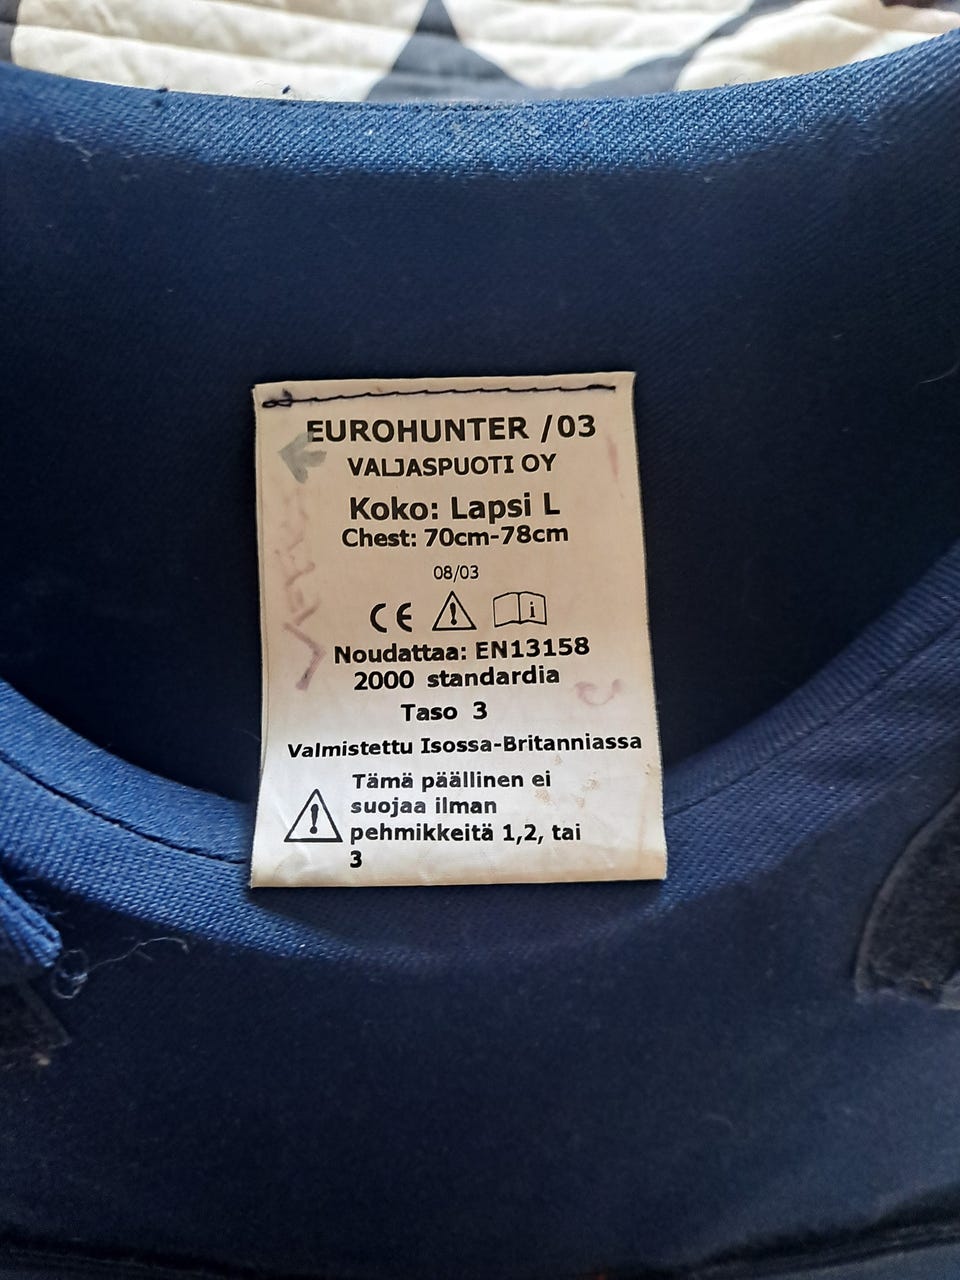 EUROHUNTER /03
VALJASPUOTI OY
Koko: Lapsi L
Chest: 70cm-78cm
08/03
CE
Noudattaa: EN13158
2000 standardia
Taso 3
Valmistettu Isossa-Britanniassa
Tämä päällinen ei
suojaa ilman
pehmikkeitä 1,2, tai
3